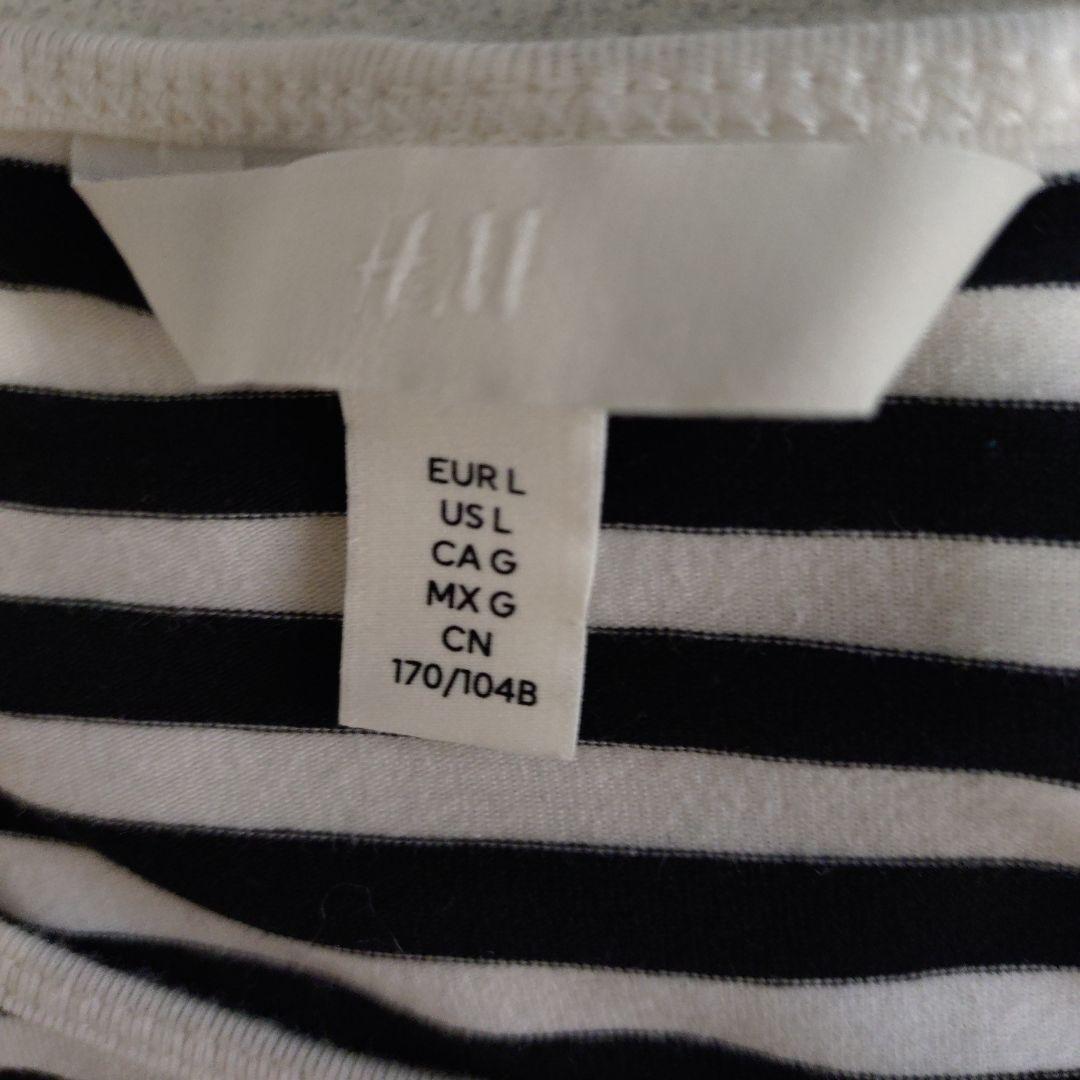 H&M
EUR L
US L
CA G
MX G
CN
170/104B